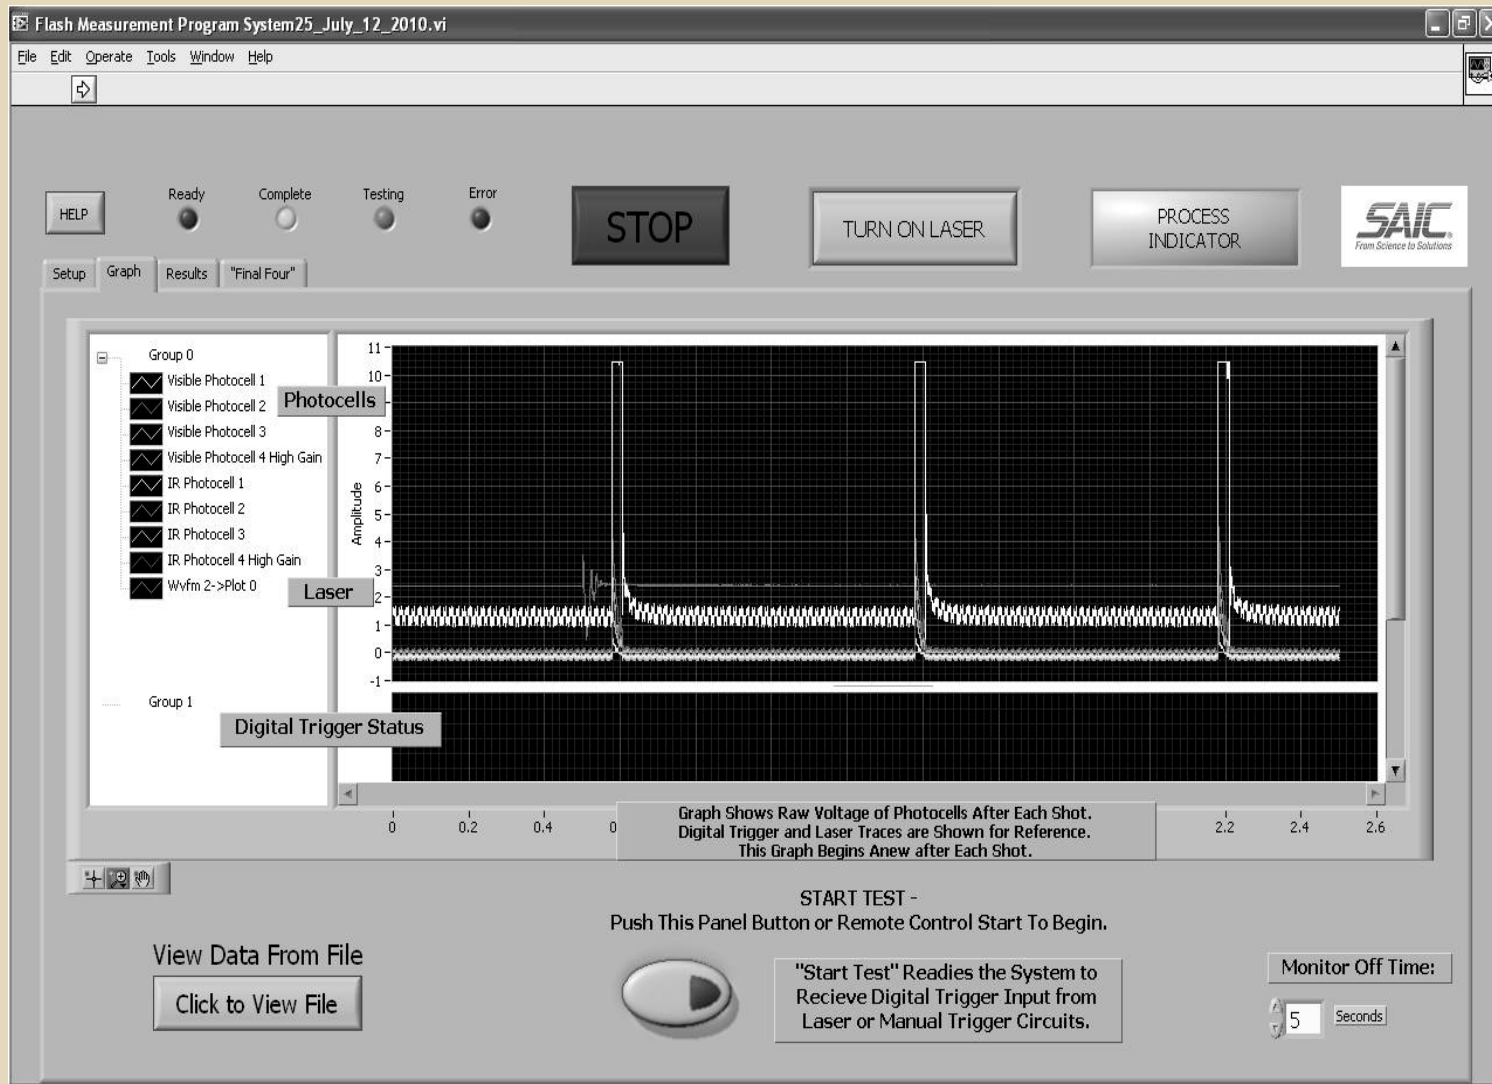 Flash Measurement Program System25_July_12_2010.vi
File Edit Operate Tools Window Help
HELP
Ready
Complete
Testing
Error
STOP
TURN ON LASER
PROCESS
INDICATOR
SAIC
From Science to Solutions
Setup
Graph
Results
"Final Four"
Group 0
Visible Photocell 1
Visible Photocell 2
Visible Photocell 3
Visible Photocell 4 High Gain
IR Photocell 1
IR Photocell 2
IR Photocell 3
IR Photocell 4 High Gain
Wvfm 2->Plot 0
Photocells
Laser
Group 1
Digital Trigger Status
Amplitude
11
10
8
7
6
5
4
3
2
1
0
-1
0 0.2 0.4 0 2.2 2.4 2.6
Graph Shows Raw Voltage of Photocells After Each Shot.
Digital Trigger and Laser Traces are Shown for Reference.
This Graph Begins Anew after Each Shot.
START TEST -
Push This Panel Button or Remote Control Start To Begin.
View Data From File
Click to View File
"Start Test" Readies the System to
Recieve Digital Trigger Input from
Laser or Manual Trigger Circuits.
Monitor Off Time:
5
Seconds